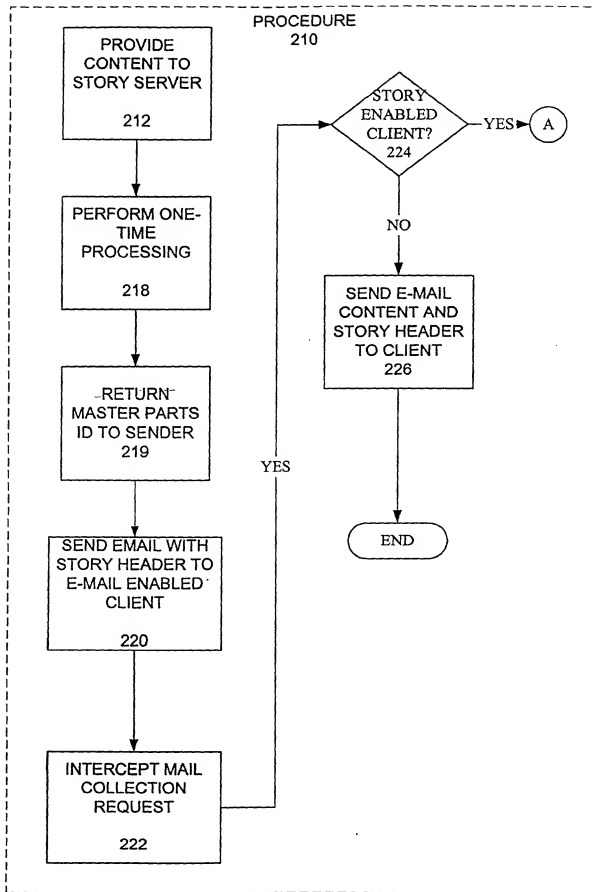 PROCEDURE
210
PROVIDE
CONTENT TO
STORY SERVER
212
PERFORM ONE-
TIME
PROCESSING
218
RETURN
MASTER PARTS
ID TO SENDER
219
SEND EMAIL WITH
STORY HEADER TO
E-MAIL ENABLED
CLIENT
220
INTERCEPT MAIL
COLLECTION
REQUEST
222
YES
STORY
ENABLED
CLIENT?
224
YES
A
NO
SEND E-MAIL
CONTENT AND
STORY HEADER
TO CLIENT
226
END